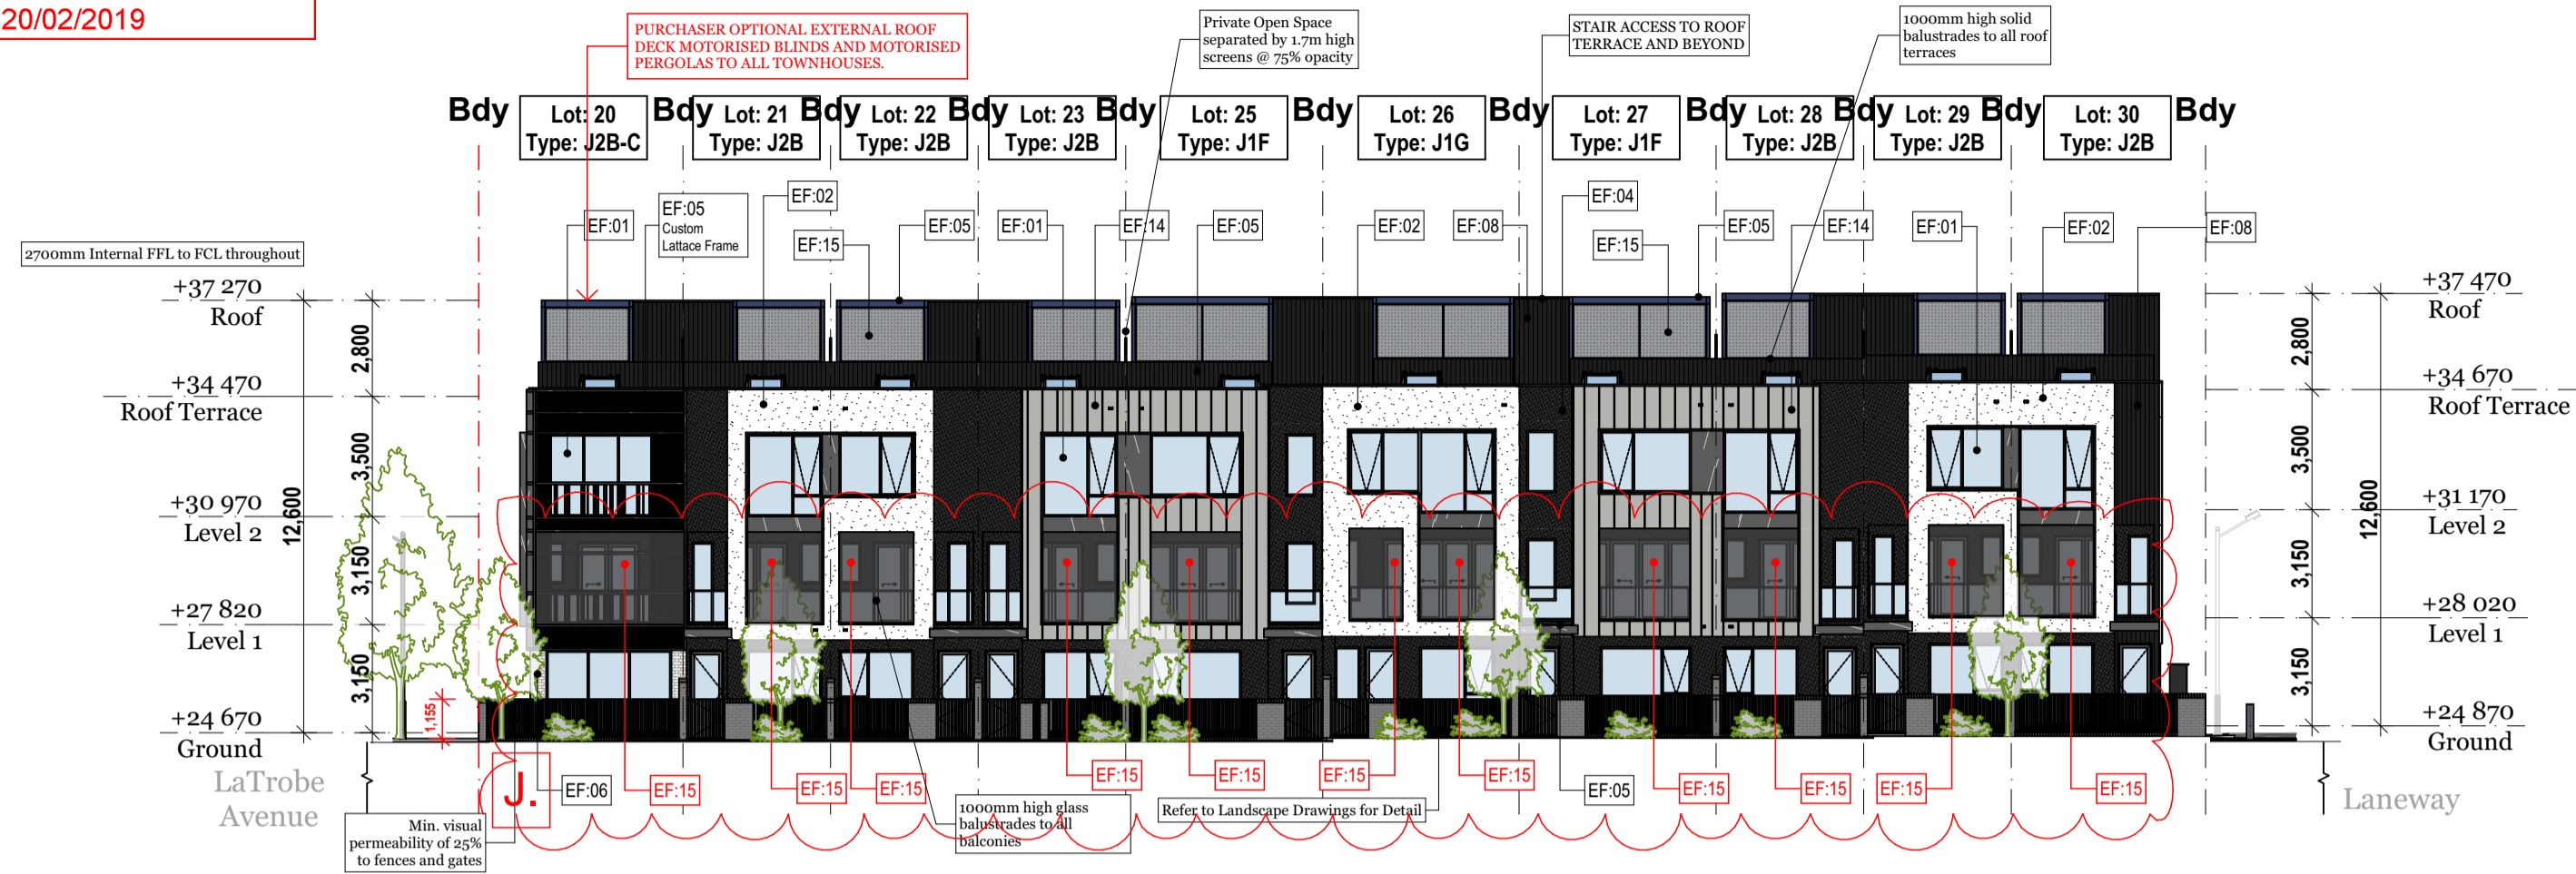 20/02/2019
PURCHASER OPTIONAL EXTERNAL ROOF
DECK MOTORISED BLINDS AND MOTORISED
PERGOLAS TO ALL TOWNHOUSES.
Private Open Space
separated by 1.7m high
screens @ 75% opacity
STAIR ACCESS TO ROOF
TERRACE AND BEYOND
1000mm high solid
balustrades to all roof
terraces
Bdy
Lot: 20
Type: J2B-C
Bdy
Lot: 21
Type: J2B
Bdy
Lot: 22
Type: J2B
Bdy
Lot: 23
Type: J2B
Bdy
Lot: 25
Type: J1F
Bdy
Lot: 26
Type: J1G
Bdy
Lot: 27
Type: J1F
Bdy
Lot: 28
Type: J2B
Bdy
Lot: 29
Type: J2B
Bdy
Lot: 30
Type: J2B
Bdy
EF:01
EF:05
Custom
Lattace Frame
EF:02
EF:15
EF:05
EF:01
EF:14
EF:05
EF:02
EF:08
EF:04
EF:15
EF:05
EF:14
EF:01
EF:02
EF:08
2700mm Internal FFL to FCL throughout
+37 270
Roof
+34 470
Roof Terrace
+30 970
Level 2
+27 820
Level 1
+24 670
Ground
12,600
2,800
3,500
3,150
3,150
1,155
LaTrobe
Avenue
+37 470
Roof
+34 670
Roof Terrace
+31 170
Level 2
+28 020
Level 1
+24 870
Ground
2,800
3,500
3,150
3,150
12,600
Laneway
J.
EF:06
EF:15
EF:15
EF:15
EF:15
EF:15
EF:15
EF:15
EF:05
EF:15
EF:15
EF:15
EF:15
Min. visual
permeability of 25%
to fences and gates
1000mm high glass
balustrades to all
balconies
Refer to Landscape Drawings for Detail